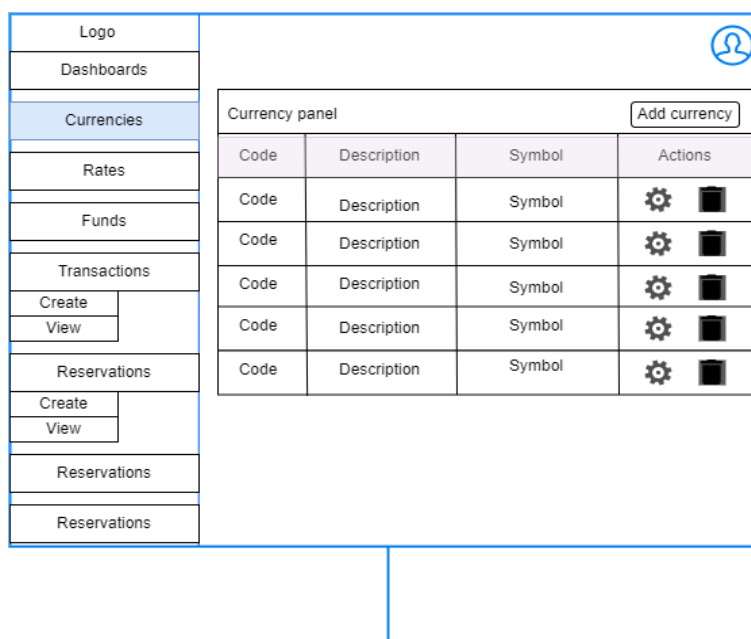 Logo
Dashboards
Currencies
Rates
Funds
Transactions
Create
View
Reservations
Create
View
Reservations
Reservations
Currency panel Add currency
Code Description Symbol Actions
Code Description Symbol
Code Description Symbol
Code Description Symbol
Code Description Symbol
Code Description Symbol